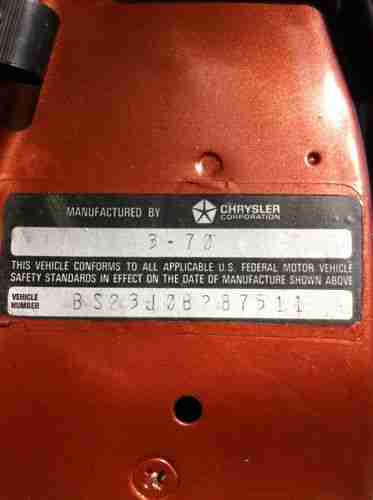 MANUFACTURED BY CHRYSLER CORPORATION
3-70
THIS VEHICLE CONFORMS TO ALL APPLICABLE U.S. FEDERAL MOTOR VEHICLE
SAFETY STANDARDS IN EFFECT ON THE DATE OF MANUFACTURE SHOWN ABOVE
VEHICLE NUMBER BS23J0B287511